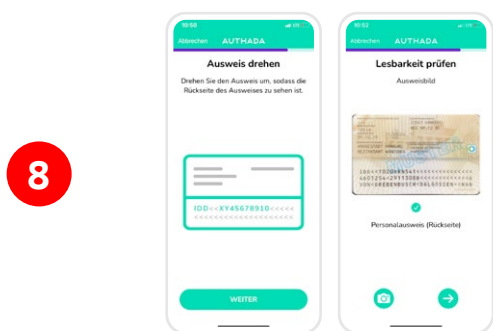 8
10:50
Abbrechen AUTHADA
Ausweis drehen
Drehen Sie den Ausweis um, sodass die
Rückseite des Ausweises zu sehen ist.
IDD<<XY45678910<<<<<
<<<<<<<<<<<<<<<<<<<<
WEITER
10:52
Abbrechen AUTHADA
Lesbarkeit prüfen
Ausweisbild
Personalausweis (Rückseite)